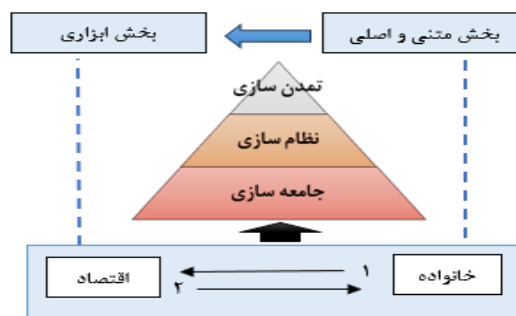 بخش متنی و اصلی
بخش ابزاری
تمدن سازی
نظام سازی
جامعه سازی
خانواده
۱
۲
اقتصاد